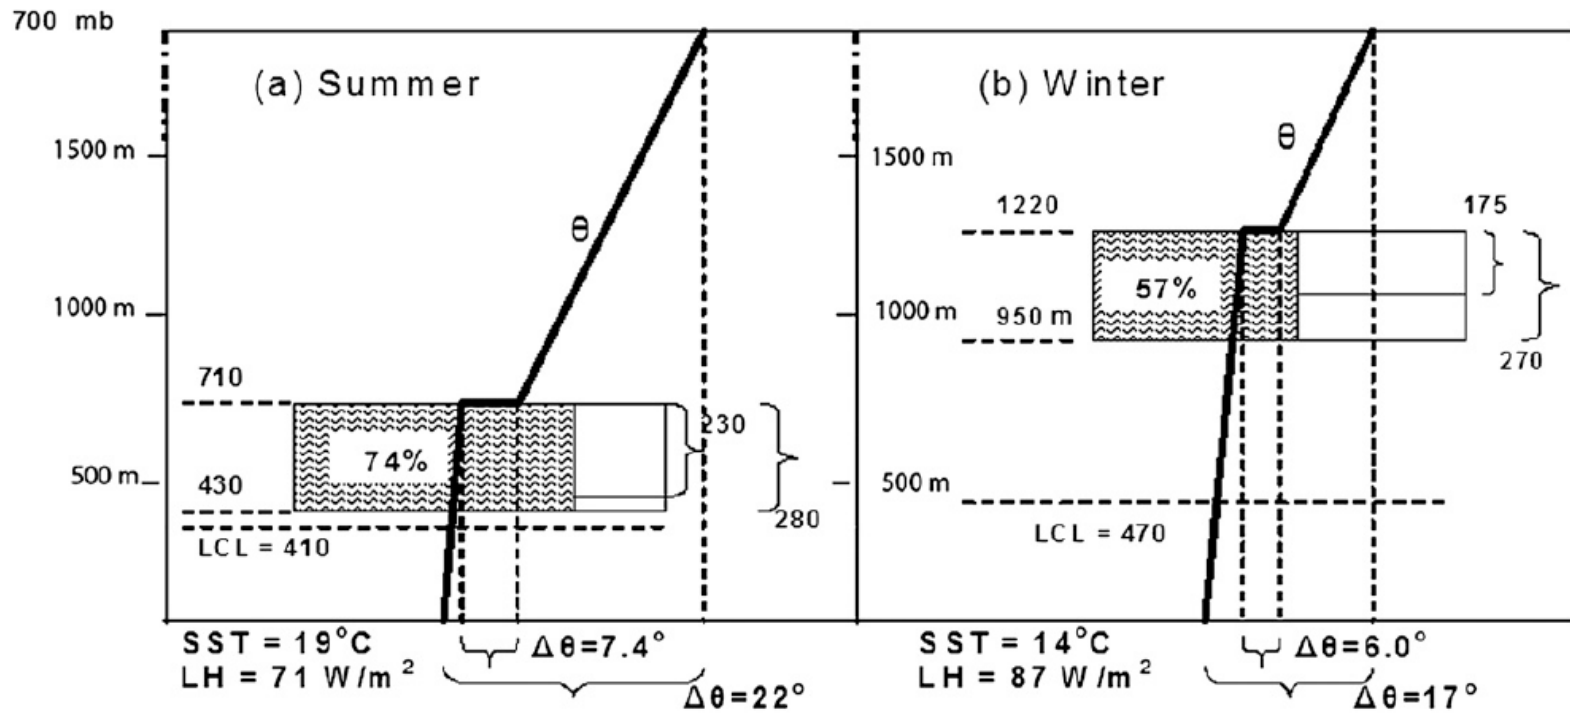 700 mb
(a) Summer
(b) Winter
θ
1500 m
1500 m
θ
1220
175
57%
1000 m
1000 m
950 m
270
710
230
74%
500 m
500 m
430
280
LCL = 410
LCL = 470
SST = 19°C
Δθ=7.4°
SST = 14°C
Δθ=6.0°
LH = 71 W/m²
LH = 87 W/m²
Δθ=22°
Δθ=17°